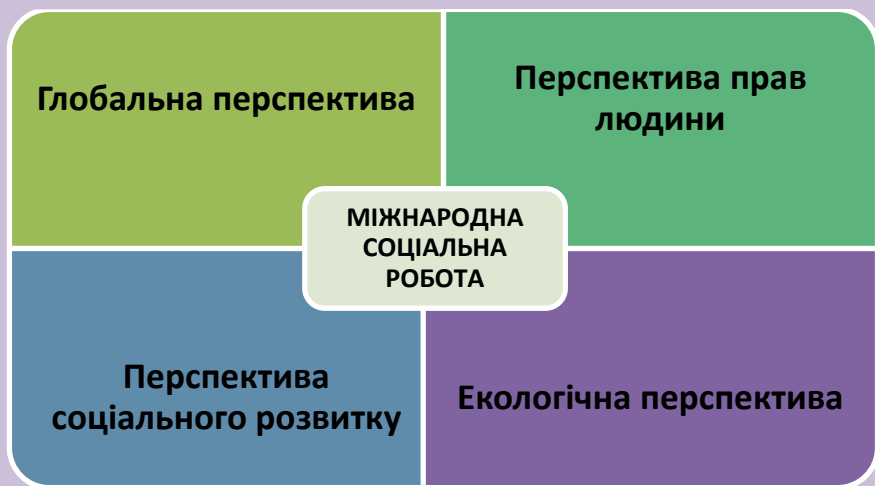 Глобальна перспектива
Перспектива прав
людини
МІЖНАРОДНА
СОЦІАЛЬНА
РОБОТА
Перспектива
соціального розвитку
Екологічна перспектива